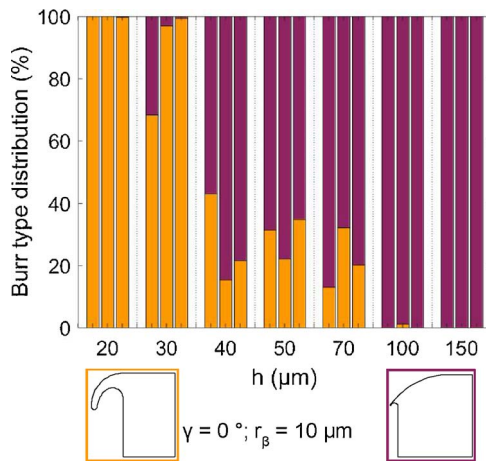 Burr type distribution (%)
100
80
60
40
20
0
20 30 40 50 70 100 150
h (µm)
γ = 0 °; rβ = 10 µm